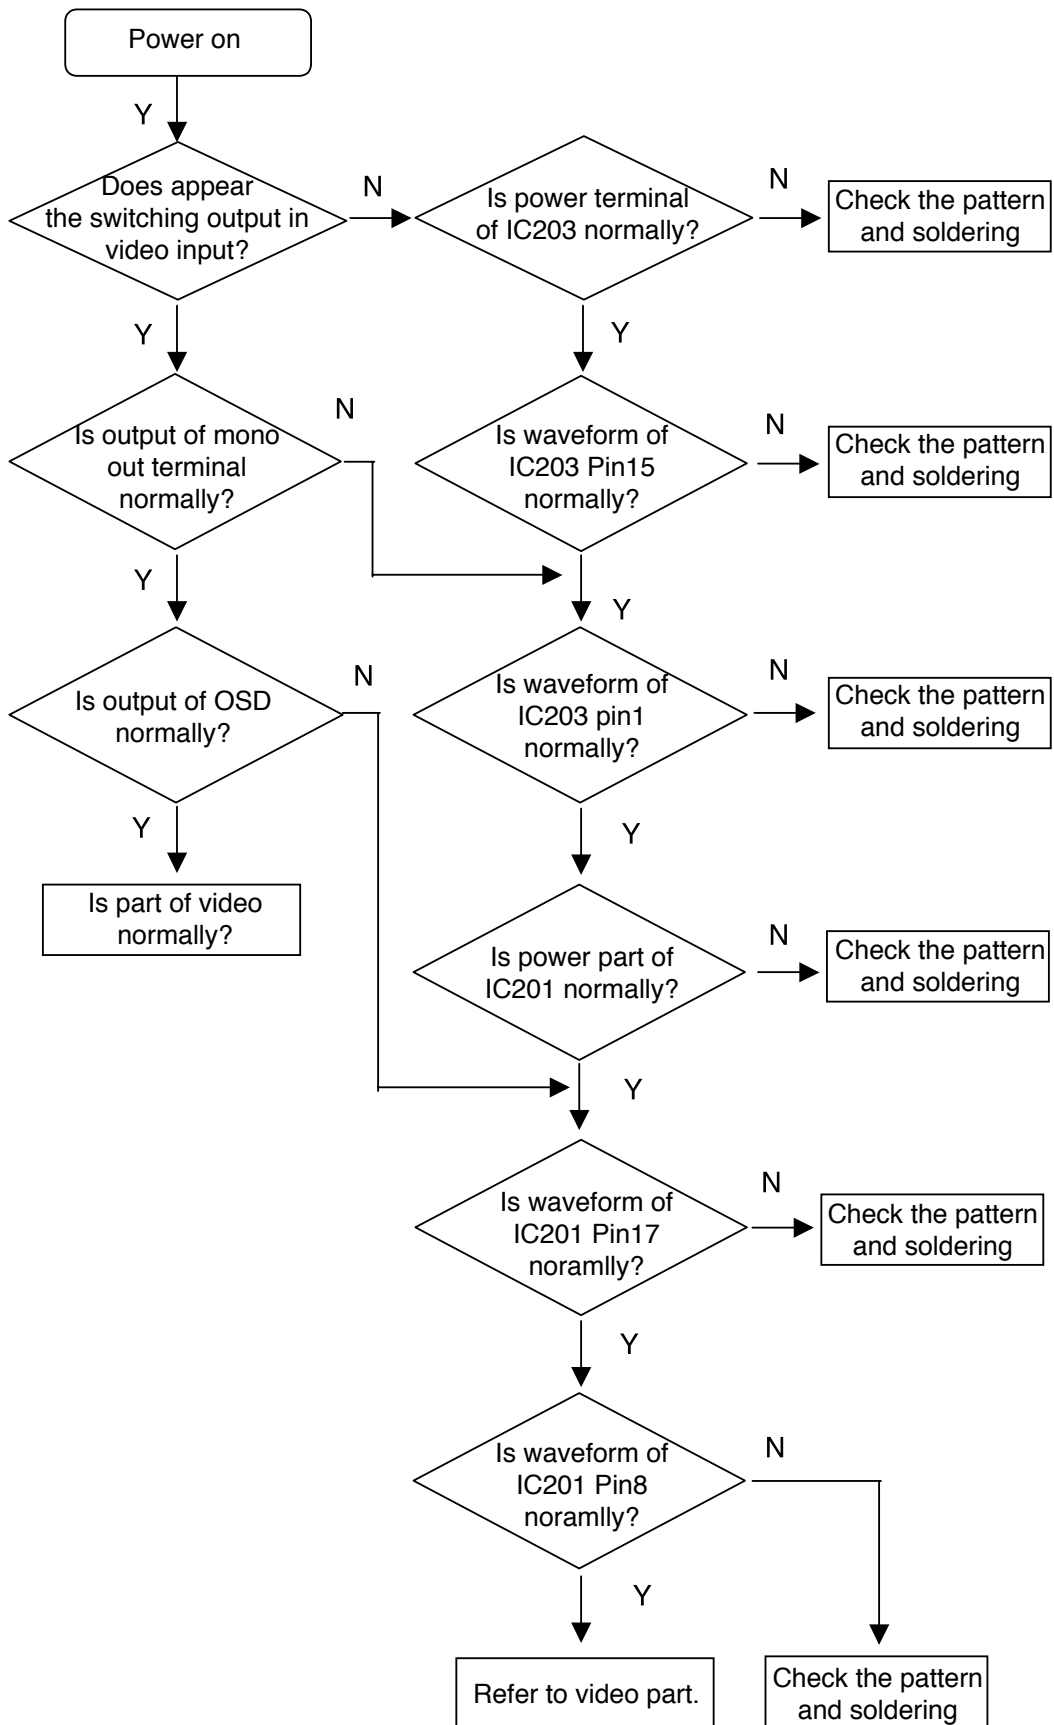 Power on
Y
Does appear
the switching output in
video input?
N
Is power terminal
of IC203 normally?
N
Check the pattern
and soldering
Y
Y
Is output of mono
out terminal
normally?
N
Is waveform of
IC203 Pin15
normally?
N
Check the pattern
and soldering
Y
Y
Is output of OSD
normally?
N
Is waveform of
IC203 pin1
normally?
N
Check the pattern
and soldering
Y
Y
Is part of video
normally?
Is power part of
IC201 normally?
N
Check the pattern
and soldering
Y
Is waveform of
IC201 Pin17
noramlly?
N
Check the pattern
and soldering
Y
Is waveform of
IC201 Pin8
noramlly?
N
Y
Refer to video part.
Check the pattern
and soldering